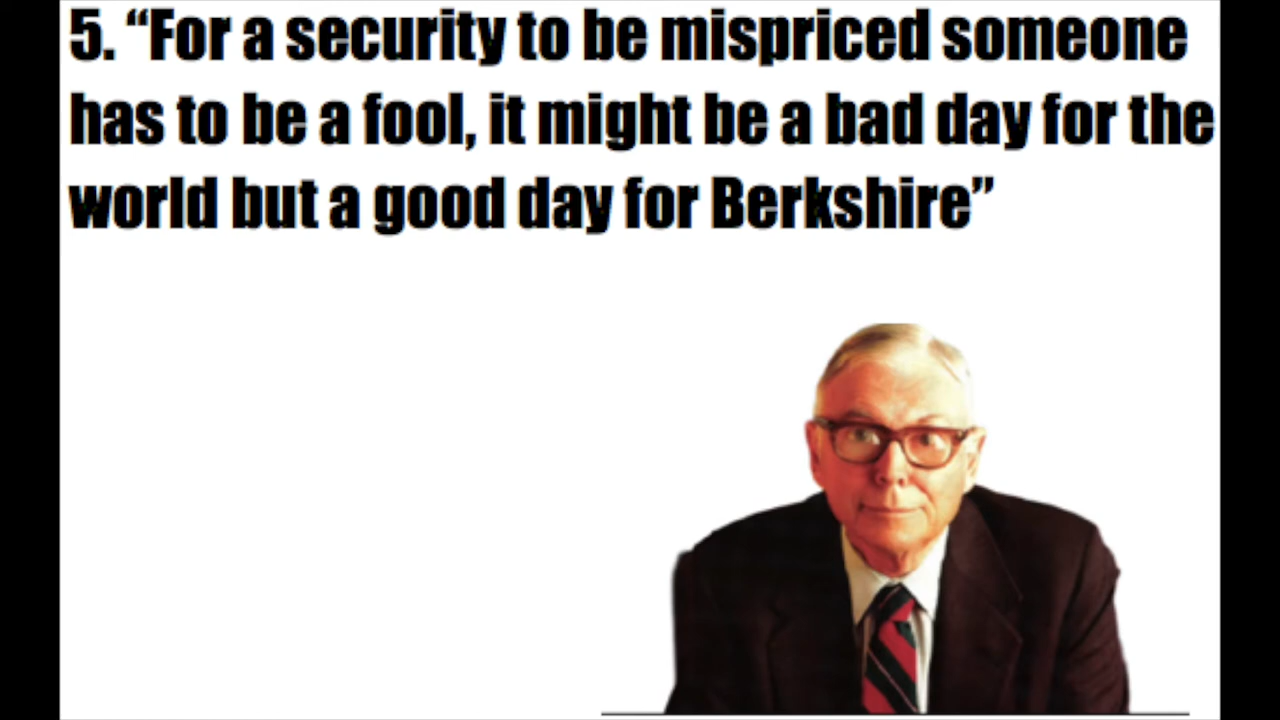 5. “For a security to be mispriced someone
has to be a fool, it might be a bad day for the
world but a good day for Berkshire”